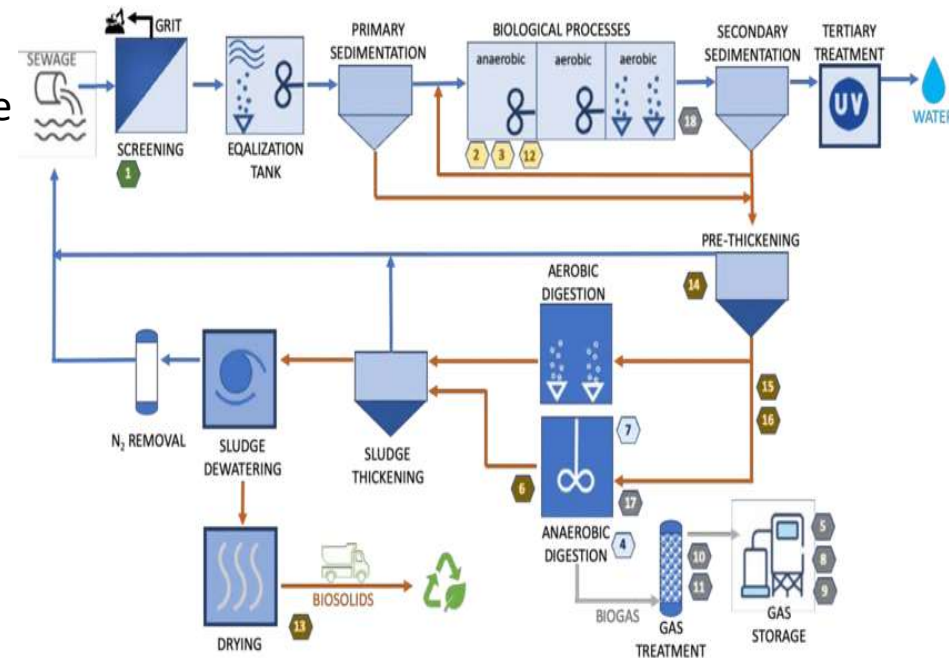 GRIT
SEWAGE
SCREENING
1
EQALIZATION
TANK
PRIMARY
SEDIMENTATION
BIOLOGICAL PROCESSES
anaerobic
aerobic
aerobic
2
3
12
18
SECONDARY
SEDIMENTATION
TERTIARY
TREATMENT
UV
WATER
e
PRE-THICKENING
14
AEROBIC
DIGESTION
15
16
7
6
17
ANAEROBIC
DIGESTION
4
N2 REMOVAL
SLUDGE
DEWATERING
SLUDGE
THICKENING
DRYING
13
BIOSOLIDS
BIOGAS
10
11
GAS
TREATMENT
5
8
9
GAS
STORAGE